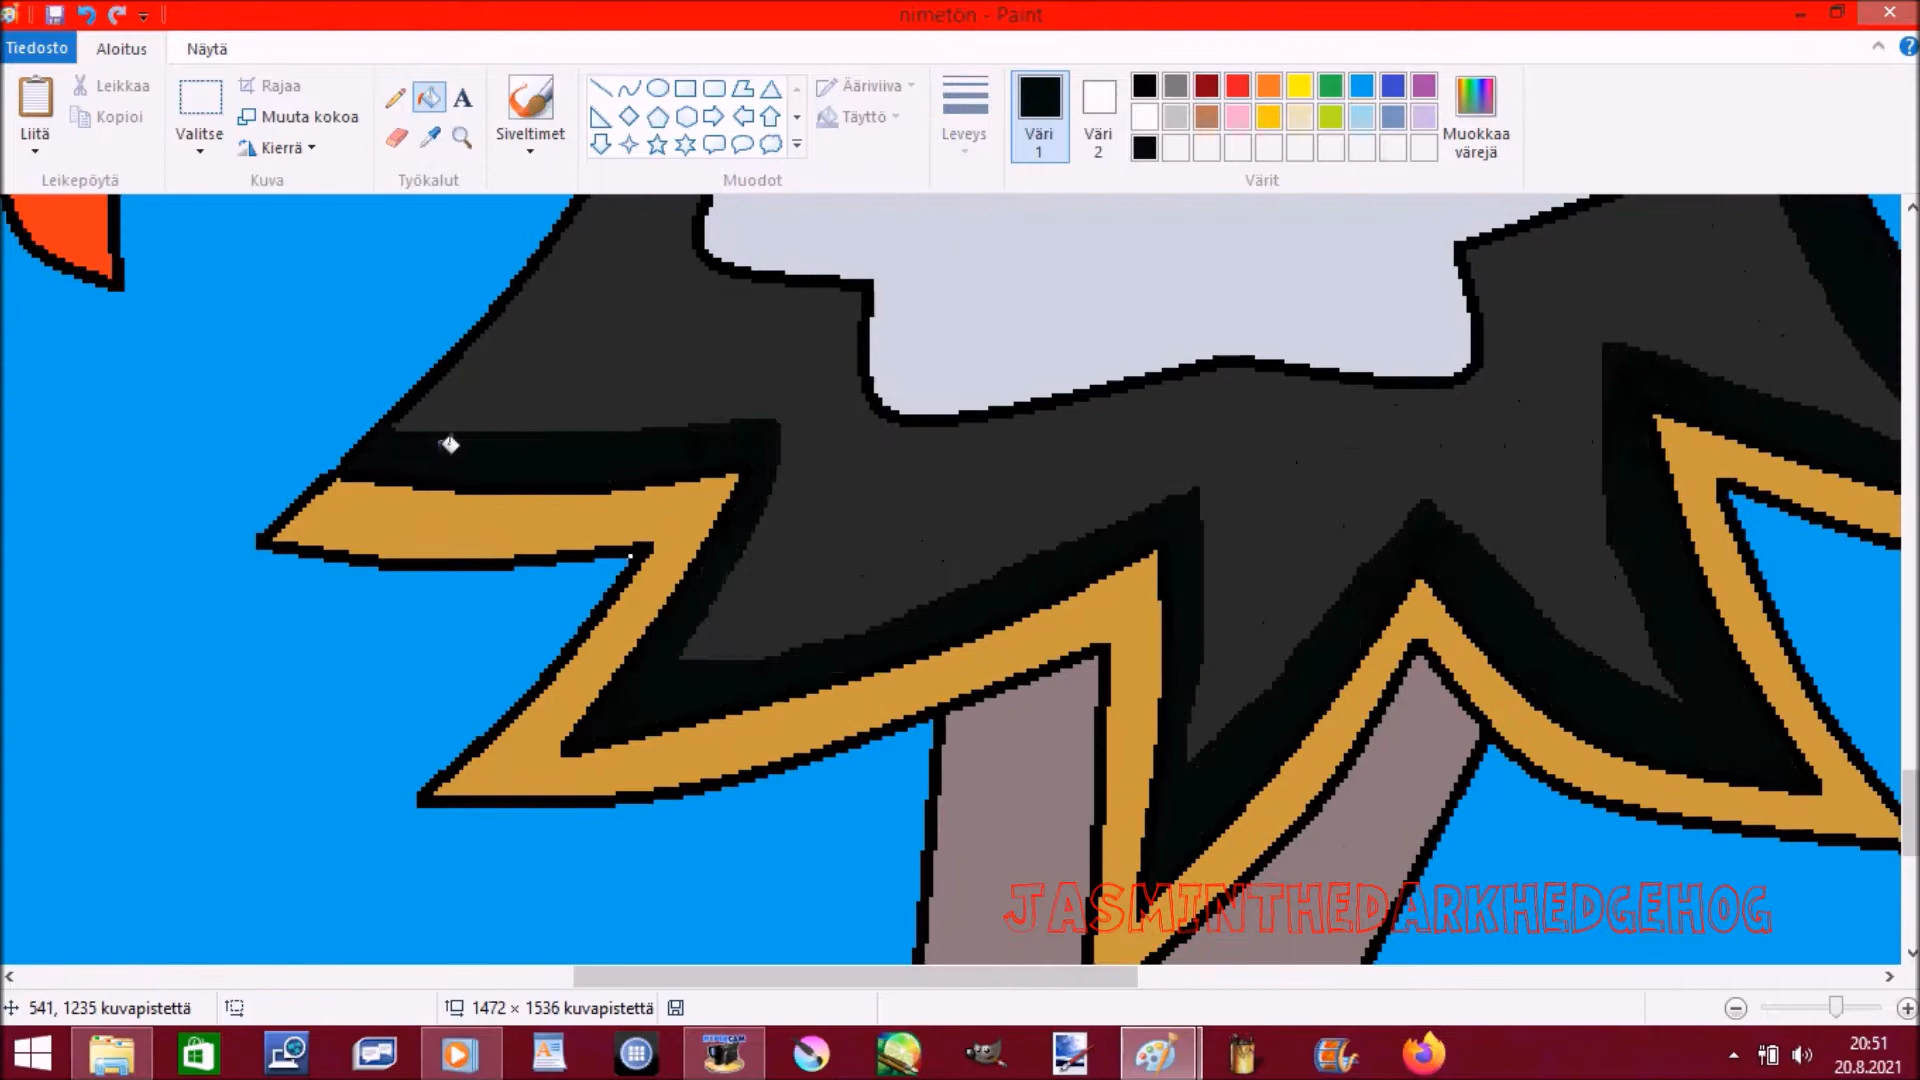 nimetön - Paint
Tiedosto Aloitus Näytä
Liitä
Leikkaa
Kopioi
Leikepöytä
Valitse
Rajaa
Muuta kokoa
Kierrä
Kuva
A
Työkalut
Siveltimet
Ääriviiva
Täyttö
Muodot
Leveys
Väri
1
Väri
2
Muokkaa
värejä
Värit
JASMINTHEDARKHEDGEHOG
541, 1235 kuvapistettä
1472 × 1536 kuvapistettä
20:51
20.8.2021